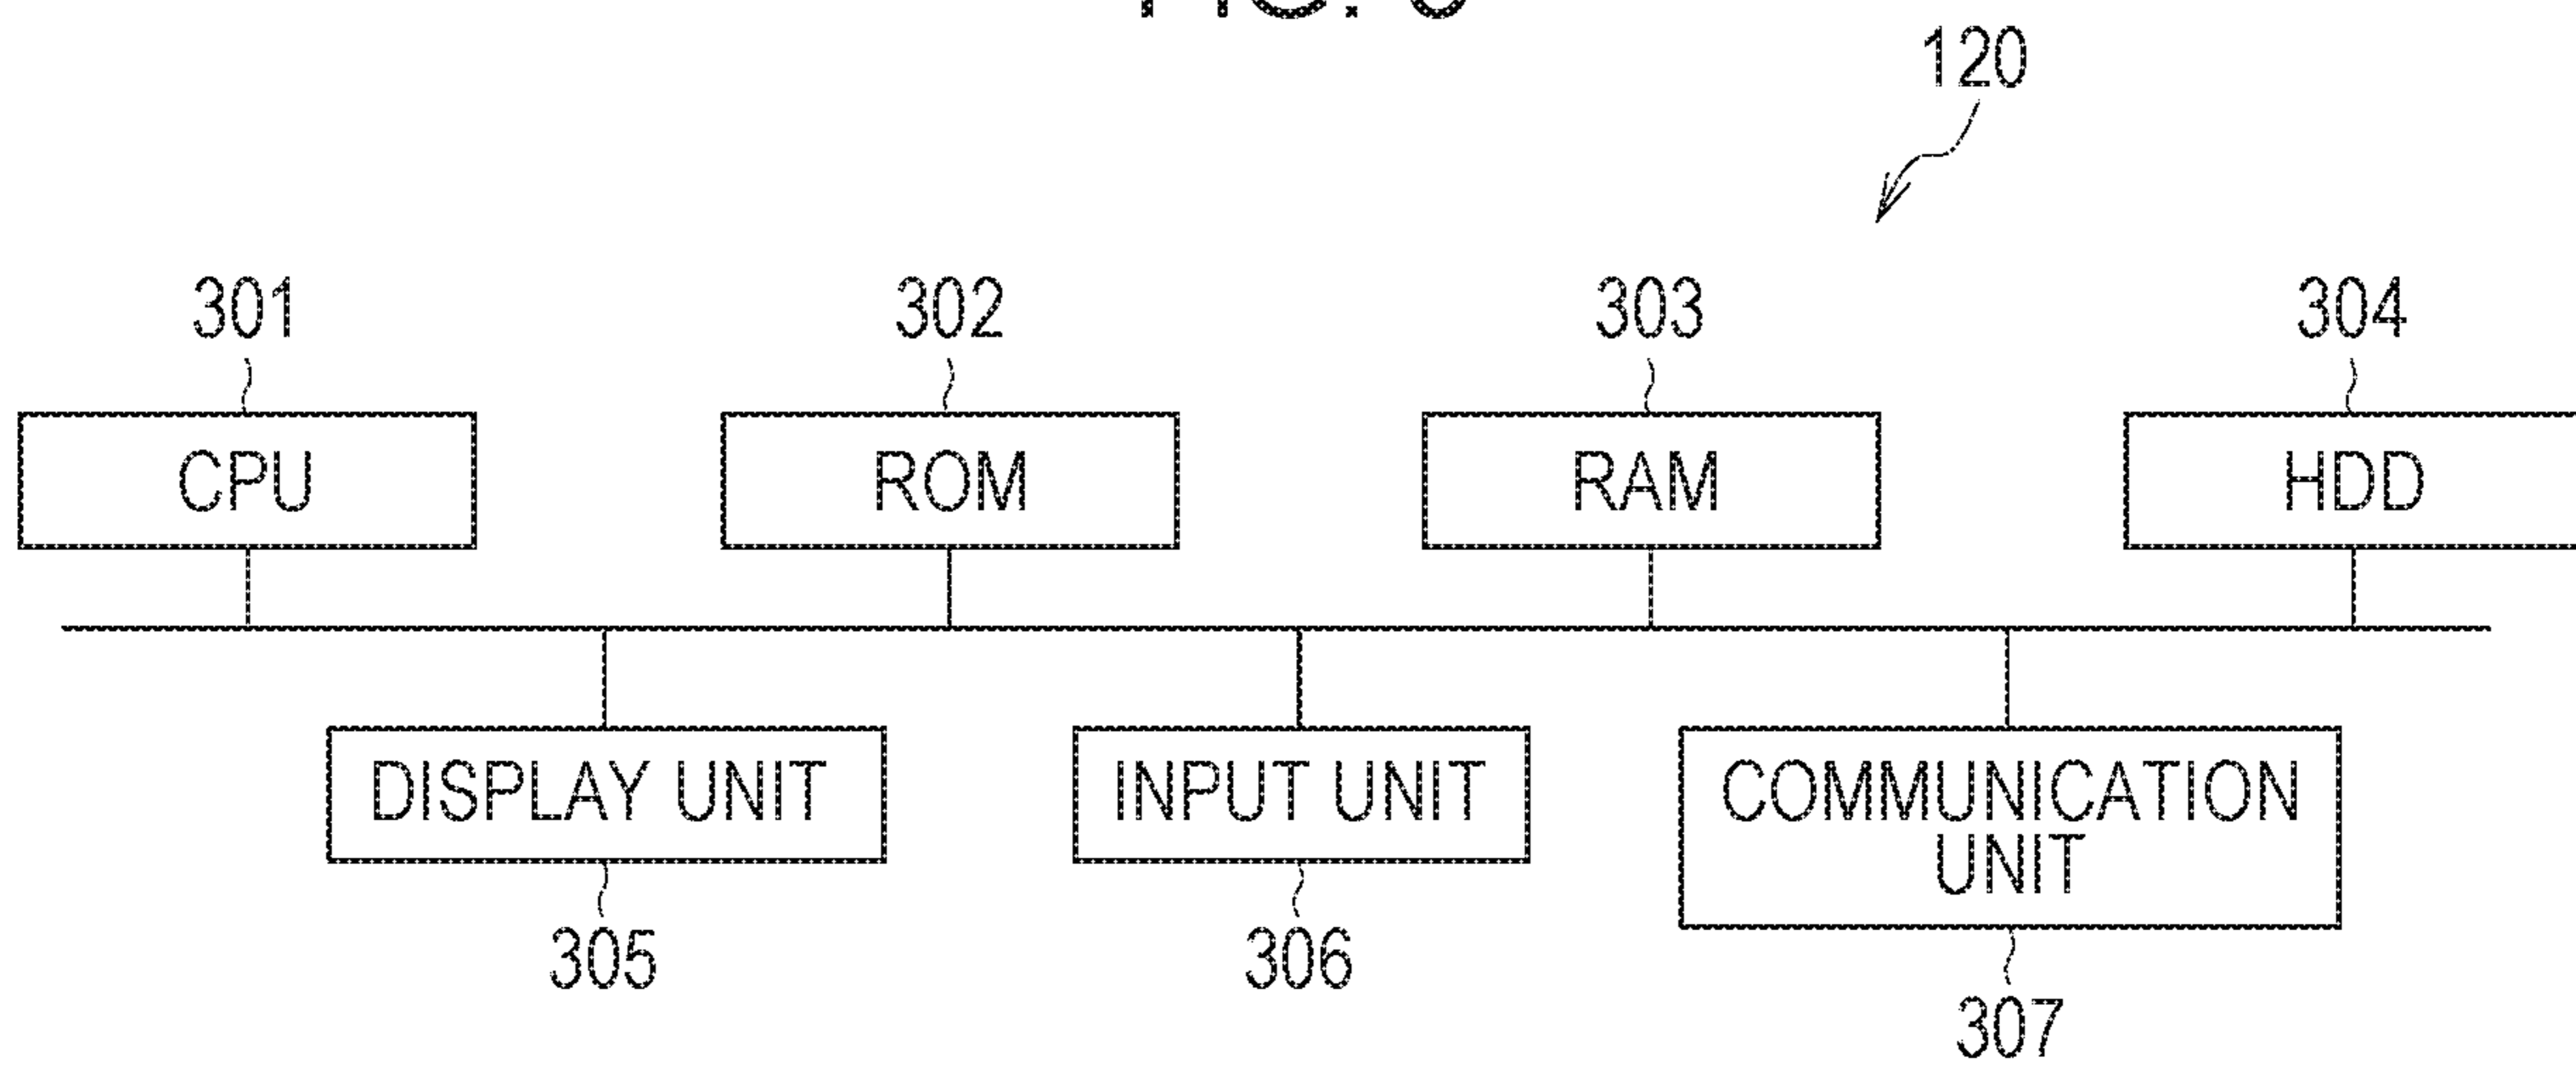 120
301 302 303 304
CPU ROM RAM HDD
DISPLAY UNIT INPUT UNIT COMMUNICATION
UNIT
305 306
307